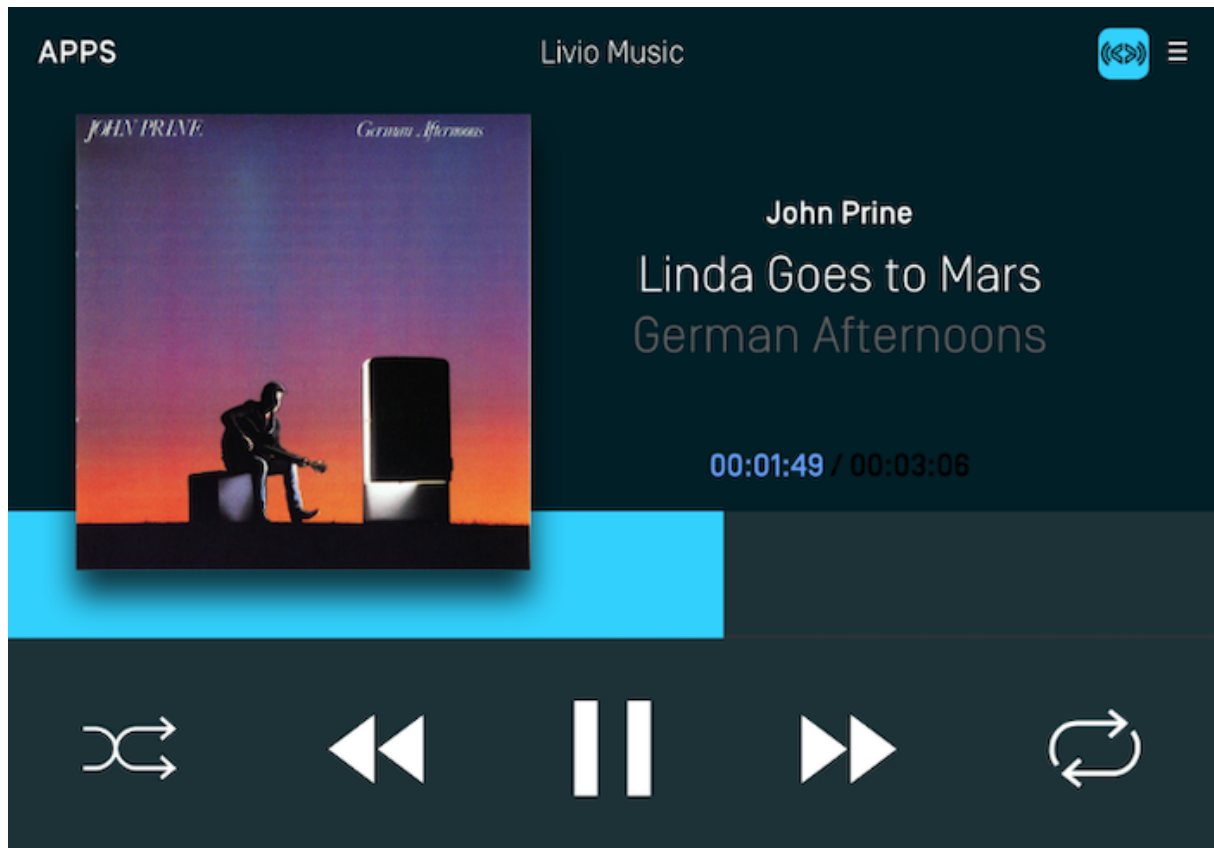 APPS
Livio Music
JOHN PRINE
German Afternoons
John Prine
Linda Goes to Mars
German Afternoons
00:01:49 / 00:03:06